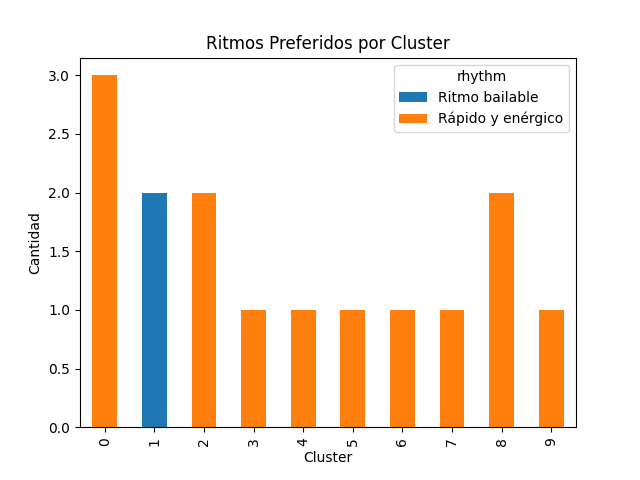 Ritmos Preferidos por Cluster
rhythm
Ritmo bailable
Rápido y enérgico
Cantidad
3.0
2.5
2.0
1.5
1.0
0.5
0.0
0 1 2 3 4 5 6 7 8 9
Cluster